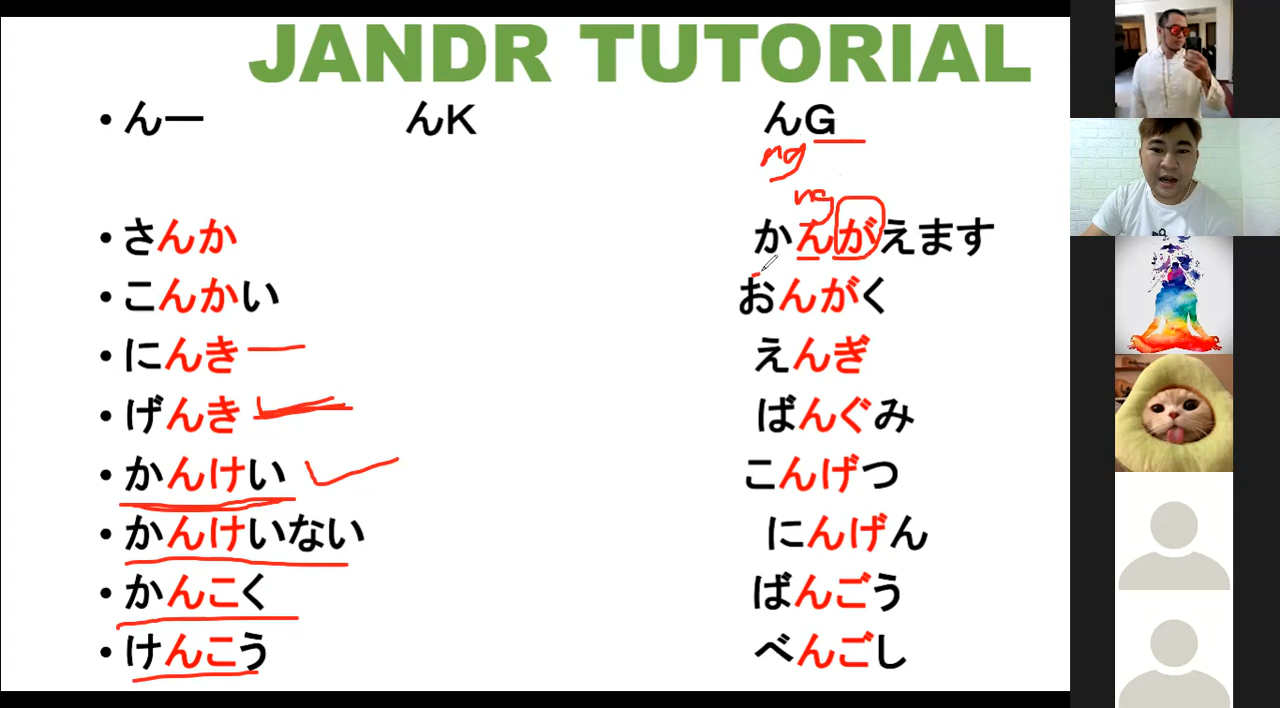 JANDR TUTORIAL
• んー んK んG
ng
ng
• さんか かんがえます
• こんかい おんがく
• にんき えんぎ
• げんき ばんぐみ
• かんけい こんげつ
• かんけいない にんげん
• かんこく ばんごう
• けんこう べんごし